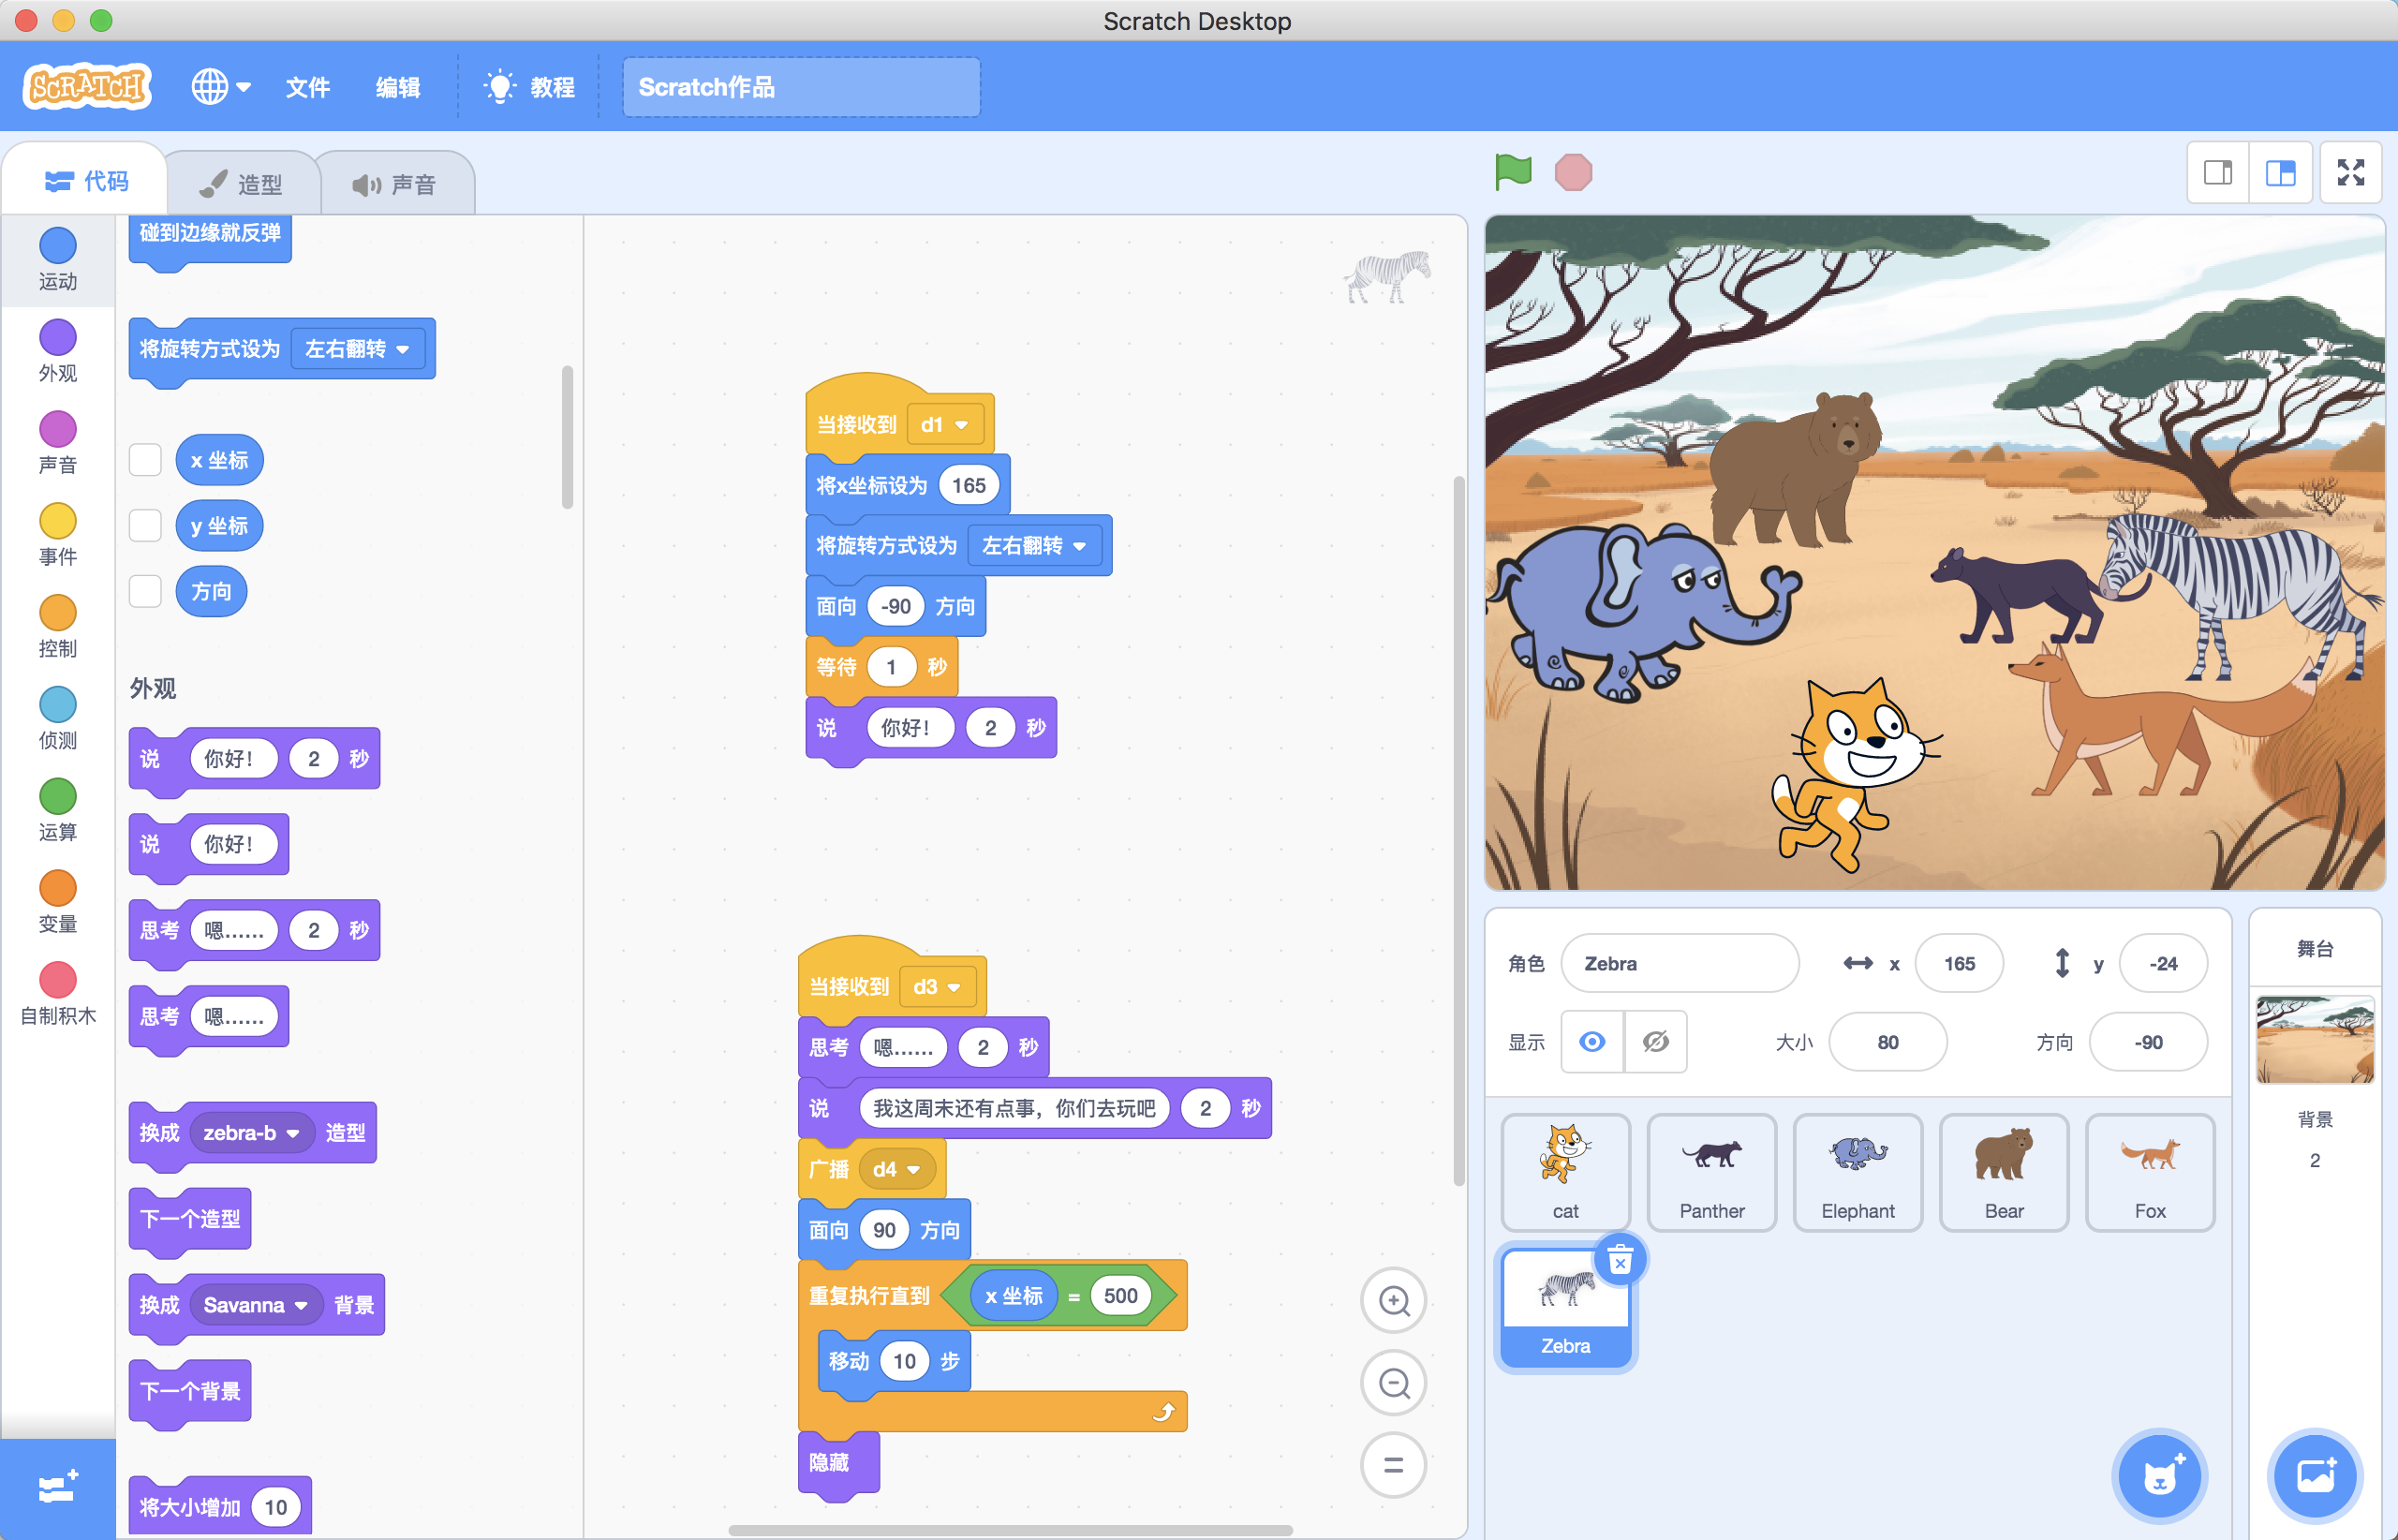 Scratch Desktop
SCRATCH
文件
编辑
教程
Scratch作品
代码
造型
声音
运动
外观
声音
事件
控制
侦测
运算
变量
自制积木
碰到边缘就反弹
将旋转方式设为 左右翻转
x 坐标
y 坐标
方向
外观
说 你好! 2 秒
说 你好!
思考 嗯…… 2 秒
思考 嗯……
换成 zebra-b 造型
下一个造型
换成 Savanna 背景
下一个背景
将大小增加 10
当接收到 d1
将x坐标设为 165
将旋转方式设为 左右翻转
面向 -90 方向
等待 1 秒
说 你好! 2 秒
当接收到 d3
思考 嗯…… 2 秒
说 我这周末还有点事，你们去玩吧 2 秒
广播 d4
面向 90 方向
重复执行直到 x 坐标 = 500
移动 10 步
隐藏
角色 Zebra x 165 y -24
显示 大小 80 方向 -90
cat
Panther
Elephant
Bear
Fox
Zebra
舞台
背景
2